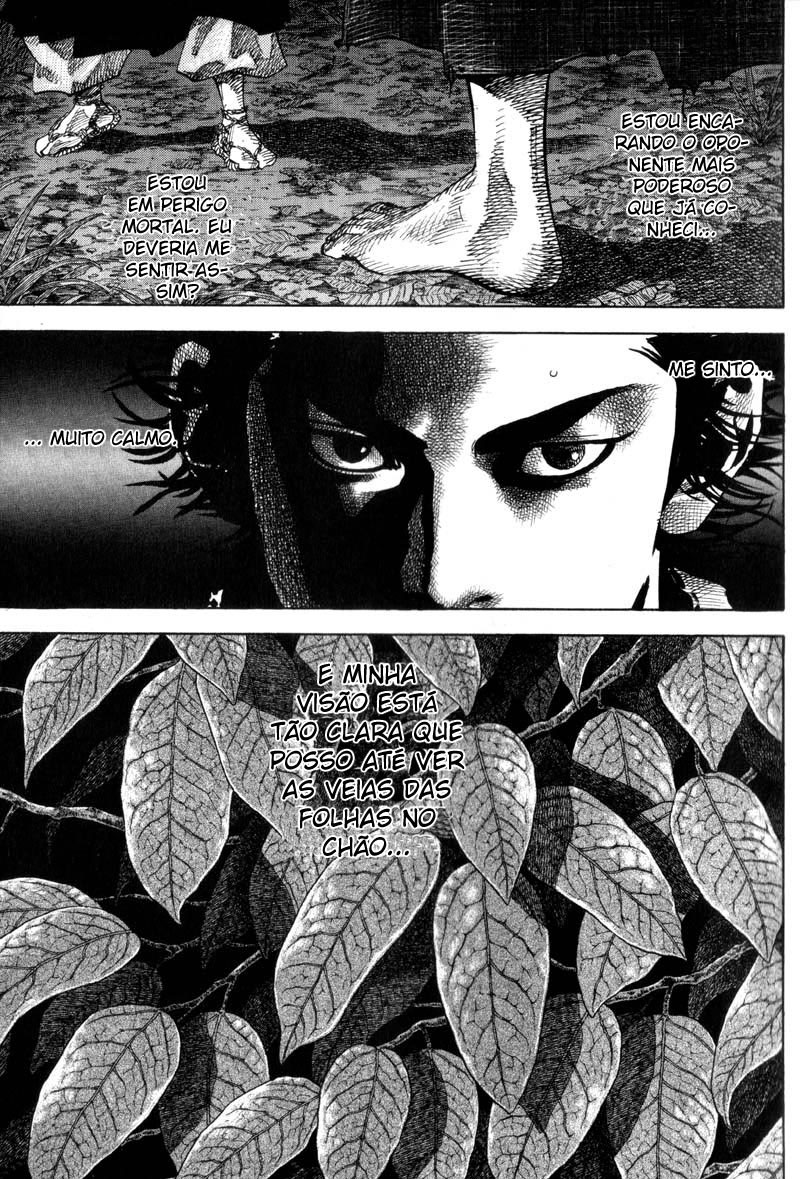 ESTOU ENCA-
RANDO O OPO-
NENTE MAIS
PODEROSO
QUE JÁ CO-
NHECI...
ESTOU
EM PERIGO
MORTAL. EU
DEVERIA ME
SENTIR AS-
SIM?
ME SINTO...
... MUITO CALMO.
E MINHA
VISÃO ESTÁ
TÃO CLARA QUE
POSSO ATÉ VER
AS VEIAS DAS
FOLHAS NO
CHÃO...